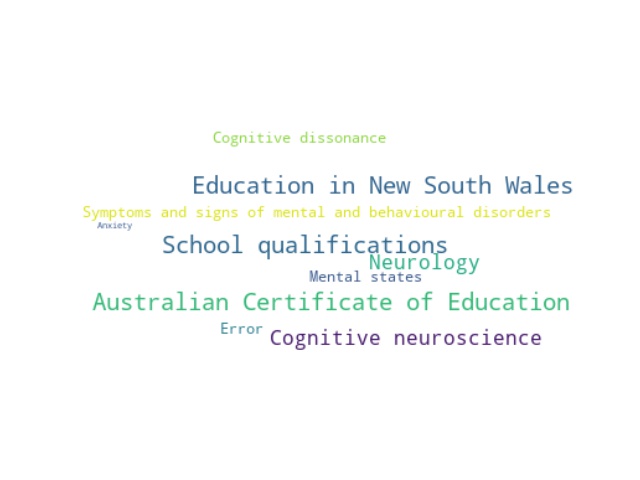 Cognitive dissonance
Education in New South Wales
Symptoms and signs of mental and behavioural disorders
Anxiety
School qualifications
Neurology
Mental states
Australian Certificate of Education
Error
Cognitive neuroscience